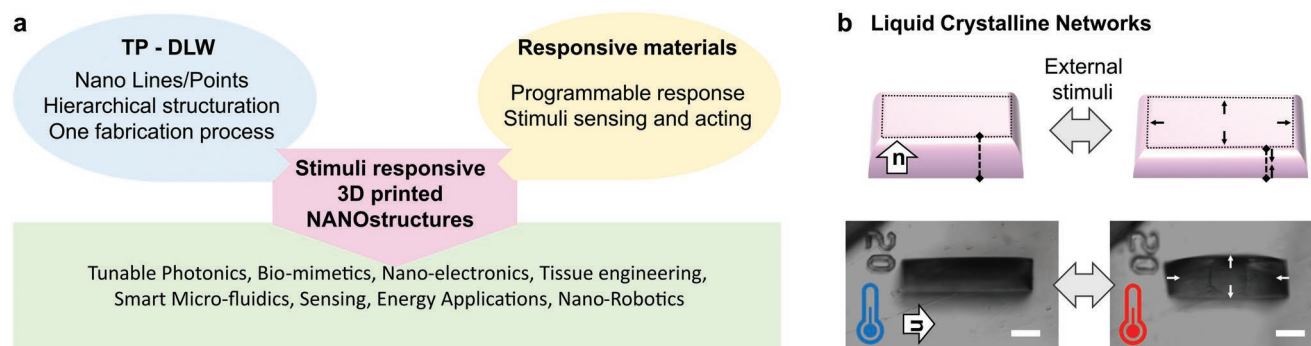 a
TP - DLW
Nano Lines/Points
Hierarchical structuration
One fabrication process
Responsive materials
Programmable response
Stimuli sensing and acting
Stimuli responsive
3D printed
NANOstructures
Tunable Photonics, Bio-mimetics, Nano-electronics, Tissue engineering,
Smart Micro-fluidics, Sensing, Energy Applications, Nano-Robotics
b Liquid Crystalline Networks
External
stimuli
n
20
n
20